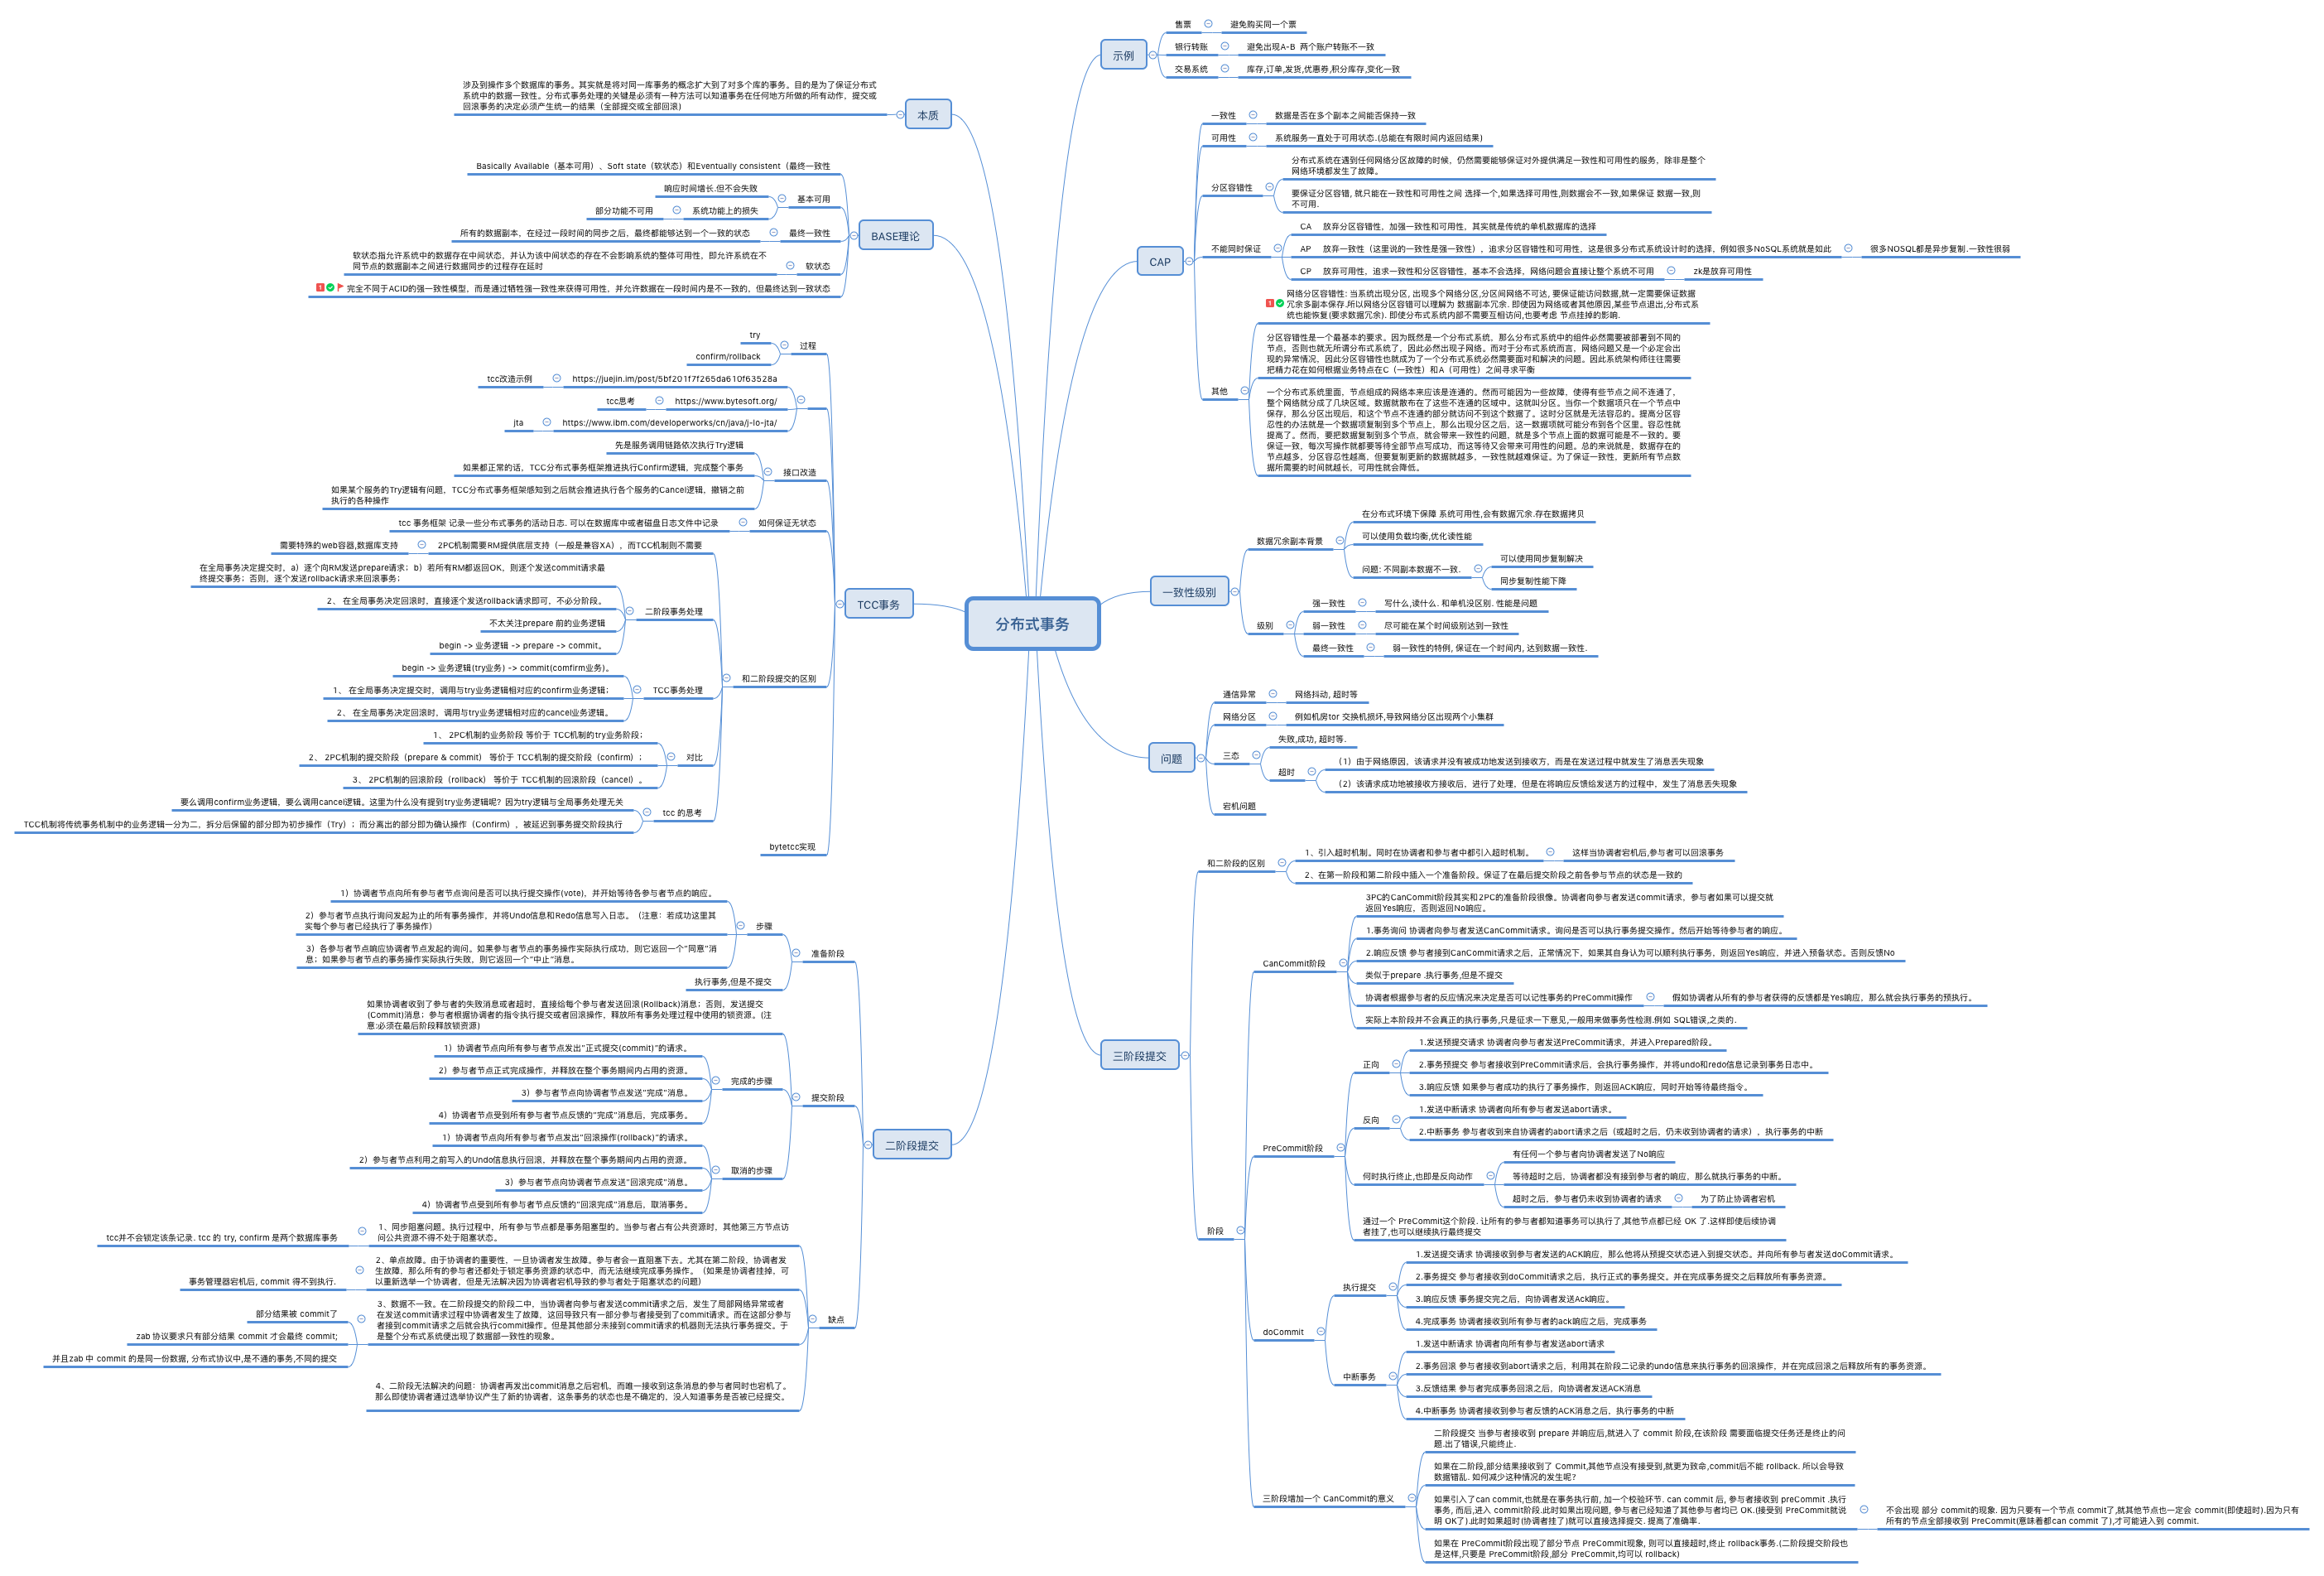 分布式事务
示例
售票
避免购买同一个票
银行转账
避免出现A-B 两个账户转账不一致
交易系统
库存,订单,发货,优惠券,积分库存,变化一致
CAP
一致性
数据是否在多个副本之间能否保持一致
可用性
系统服务一直处于可用状态.(总能在有限时间内返回结果)
分区容错性
分布式系统在遇到任何网络分区故障的时候，仍然需要能够保证对外提供满足一致性和可用性的服务，除非是整个
网络环境都发生了故障。
要保证分区容错, 就只能在一致性和可用性之间 选择一个,如果选择可用性,则数据会不一致,如果保证 数据一致,则
不可用.
不能同时保证
CA 放弃分区容错性，加强一致性和可用性，其实就是传统的单机数据库的选择
AP 放弃一致性（这里说的一致性是强一致性），追求分区容错性和可用性，这是很多分布式系统设计时的选择，例如很多NoSQL系统就是如此
很多NOSQL都是异步复制.一致性很弱
CP 放弃可用性，追求一致性和分区容错性，基本不会选择，网络问题会直接让整个系统不可用
zk是放弃可用性
其他
1
网络分区容错性: 当系统出现分区, 出现多个网络分区,分区间网络不可达, 要保证能访问数据,就一定需要保证数据
冗余多副本保存.所以网络分区容错可以理解为 数据副本冗余. 即使因为网络或者其他原因,某些节点退出,分布式系
统也能恢复(要求数据冗余). 即使分布式系统内部不需要互相访问,也要考虑 节点挂掉的影响.
分区容错性是一个最基本的要求。因为既然是一个分布式系统，那么分布式系统中的组件必然需要被部署到不同的
节点，否则也就无所谓分布式系统了，因此必然出现子网络。而对于分布式系统而言，网络问题又是一个必定会出
现的异常情况，因此分区容错性也就成为了一个分布式系统必然需要面对和解决的问题。因此系统架构师往往需要
把精力花在如何根据业务特点在C（一致性）和A（可用性）之间寻求平衡
一个分布式系统里面，节点组成的网络本来应该是连通的。然而可能因为一些故障，使得有些节点之间不连通了，
整个网络就分成了几块区域。数据就散布在了这些不连通的区域中。这就叫分区。当你一个数据项只在一个节点中
保存，那么分区出现后，和这个节点不连通的部分就访问不到这个数据了。这时分区就是无法容忍的。提高分区容
忍性的办法就是一个数据项复制到多个节点上，那么出现分区之后，这一数据项就可能分布到各个区里。容忍性就
提高了。然而，要把数据复制到多个节点，就会带来一致性的问题，就是多个节点上面的数据可能是不一致的。要
保证一致，每次写操作就都要等待全部节点写成功，而这等待又会带来可用性的问题。总的来说就是，数据存在的
节点越多，分区容忍性越高，但要复制更新的数据就越多，一致性就越难保证。为了保证一致性，更新所有节点数
据所需要的时间就越长，可用性就会降低。
一致性级别
数据冗余副本背景
在分布式环境下保障 系统可用性,会有数据冗余.存在数据拷贝
可以使用负载均衡,优化读性能
问题: 不同副本数据不一致.
可以使用同步复制解决
同步复制性能下降
级别
强一致性
写什么,读什么. 和单机没区别. 性能是问题
弱一致性
尽可能在某个时间级别达到一致性
最终一致性
弱一致性的特例, 保证在一个时间内, 达到数据一致性.
问题
通信异常
网络抖动, 超时等
网络分区
例如机房tor 交换机损坏,导致网络分区出现两个小集群
三态
失败,成功, 超时等.
超时
（1）由于网络原因，该请求并没有被成功地发送到接收方，而是在发送过程中就发生了消息丢失现象
（2）该请求成功地被接收方接收后，进行了处理，但是在将响应反馈给发送方的过程中，发生了消息丢失现象
宕机问题
三阶段提交
和二阶段的区别
1、引入超时机制。同时在协调者和参与者中都引入超时机制。
这样当协调者宕机后,参与者可以回滚事务
2、在第一阶段和第二阶段中插入一个准备阶段。保证了在最后提交阶段之前各参与节点的状态是一致的
阶段
CanCommit阶段
3PC的CanCommit阶段其实和2PC的准备阶段很像。协调者向参与者发送commit请求，参与者如果可以提交就
返回Yes响应，否则返回No响应。
1.事务询问 协调者向参与者发送CanCommit请求。询问是否可以执行事务提交操作。然后开始等待参与者的响应。
2.响应反馈 参与者接到CanCommit请求之后，正常情况下，如果其自身认为可以顺利执行事务，则返回Yes响应，并进入预备状态。否则反馈No
类似于prepare .执行事务,但是不提交
协调者根据参与者的反应情况来决定是否可以记性事务的PreCommit操作
假如协调者从所有的参与者获得的反馈都是Yes响应，那么就会执行事务的预执行。
实际上本阶段并不会真正的执行事务,只是征求一下意见,一般用来做事务性检测.例如 SQL错误,之类的.
PreCommit阶段
正向
1.发送预提交请求 协调者向参与者发送PreCommit请求，并进入Prepared阶段。
2.事务预提交 参与者接收到PreCommit请求后，会执行事务操作，并将undo和redo信息记录到事务日志中。
3.响应反馈 如果参与者成功的执行了事务操作，则返回ACK响应，同时开始等待最终指令。
反向
1.发送中断请求 协调者向所有参与者发送abort请求。
2.中断事务 参与者收到来自协调者的abort请求之后（或超时之后，仍未收到协调者的请求），执行事务的中断
何时执行终止,也即是反向动作
有任何一个参与者向协调者发送了No响应
等待超时之后，协调者都没有接到参与者的响应，那么就执行事务的中断。
超时之后，参与者仍未收到协调者的请求
为了防止协调者宕机
通过一个 PreCommit这个阶段. 让所有的参与者都知道事务可以执行了,其他节点都已经 OK 了.这样即使后续协调
者挂了,也可以继续执行最终提交
doCommit
执行提交
1.发送提交请求 协调接收到参与者发送的ACK响应，那么他将从预提交状态进入到提交状态。并向所有参与者发送doCommit请求。
2.事务提交 参与者接收到doCommit请求之后，执行正式的事务提交。并在完成事务提交之后释放所有事务资源。
3.响应反馈 事务提交完之后，向协调者发送Ack响应。
4.完成事务 协调者接收到所有参与者的ack响应之后，完成事务
中断事务
1.发送中断请求 协调者向所有参与者发送abort请求
2.事务回滚 参与者接收到abort请求之后，利用其在阶段二记录的undo信息来执行事务的回滚操作，并在完成回滚之后释放所有的事务资源。
3.反馈结果 参与者完成事务回滚之后，向协调者发送ACK消息
4.中断事务 协调者接收到参与者反馈的ACK消息之后，执行事务的中断
三阶段增加一个 CanCommit的意义
二阶段提交 当参与者接收到 prepare 并响应后,就进入了 commit 阶段,在该阶段 需要面临提交任务还是终止的问
题.出了错误,只能终止.
如果在二阶段,部分结果接收到了 Commit,其他节点没有接受到,就更为致命,commit后不能 rollback. 所以会导致
数据错乱. 如何减少这种情况的发生呢?
如果引入了can commit,也就是在事务执行前, 加一个校验环节. can commit 后, 参与者接收到 preCommit .执行
事务, 而后,进入 commit阶段.此时如果出现问题, 参与者已经知道了其他参与者均已 OK.(接受到 PreCommit就说
明 OK了).此时如果超时(协调者挂了)就可以直接选择提交. 提高了准确率.
不会出现 部分 commit的现象. 因为只要有一个节点 commit了,就其他节点也一定会 commit(即使超时).因为只有
所有的节点全部接收到 PreCommit(意味着都can commit 了),才可能进入到 commit.
如果在 PreCommit阶段出现了部分节点 PreCommit现象, 则可以直接超时,终止 rollback事务.(二阶段提交阶段也
是这样,只要是 PreCommit阶段,部分 PreCommit,均可以 rollback)
本质
涉及到操作多个数据库的事务。其实就是将对同一库事务的概念扩大到了对多个库的事务。目的是为了保证分布式
系统中的数据一致性。分布式事务处理的关键是必须有一种方法可以知道事务在任何地方所做的所有动作，提交或
回滚事务的决定必须产生统一的结果（全部提交或全部回滚)
BASE理论
Basically Available（基本可用）、Soft state（软状态）和Eventually consistent（最终一致性
基本可用
响应时间增长.但不会失败
系统功能上的损失
部分功能不可用
最终一致性
所有的数据副本，在经过一段时间的同步之后，最终都能够达到一个一致的状态
软状态
软状态指允许系统中的数据存在中间状态，并认为该中间状态的存在不会影响系统的整体可用性，即允许系统在不
同节点的数据副本之间进行数据同步的过程存在延时
1
完全不同于ACID的强一致性模型，而是通过牺牲强一致性来获得可用性，并允许数据在一段时间内是不一致的，但最终达到一致状态
TCC事务
过程
try
confirm/rollback
https://juejin.im/post/5bf201f7f265da610f63528a
tcc改造示例
https://www.bytesoft.org/
tcc思考
https://www.ibm.com/developerworks/cn/java/j-lo-jta/
jta
接口改造
先是服务调用链路依次执行Try逻辑
如果都正常的话，TCC分布式事务框架推进执行Confirm逻辑，完成整个事务
如果某个服务的Try逻辑有问题，TCC分布式事务框架感知到之后就会推进执行各个服务的Cancel逻辑，撤销之前
执行的各种操作
如何保证无状态
tcc 事务框架 记录一些分布式事务的活动日志. 可以在数据库中或者磁盘日志文件中记录
和二阶段提交的区别
2PC机制需要RM提供底层支持（一般是兼容XA），而TCC机制则不需要
需要特殊的web容器,数据库支持
二阶段事务处理
在全局事务决定提交时，a）逐个向RM发送prepare请求；b）若所有RM都返回OK，则逐个发送commit请求最
终提交事务；否则，逐个发送rollback请求来回滚事务；
2、 在全局事务决定回滚时，直接逐个发送rollback请求即可，不必分阶段。
不太关注prepare 前的业务逻辑
begin -> 业务逻辑 -> prepare -> commit。
TCC事务处理
begin -> 业务逻辑(try业务) -> commit(comfirm业务)。
1、 在全局事务决定提交时，调用与try业务逻辑相对应的confirm业务逻辑；
2、 在全局事务决定回滚时，调用与try业务逻辑相对应的cancel业务逻辑。
对比
1、 2PC机制的业务阶段 等价于 TCC机制的try业务阶段；
2、 2PC机制的提交阶段（prepare & commit） 等价于 TCC机制的提交阶段（confirm）；
3、 2PC机制的回滚阶段（rollback） 等价于 TCC机制的回滚阶段（cancel）。
tcc 的思考
要么调用confirm业务逻辑，要么调用cancel逻辑。这里为什么没有提到try业务逻辑呢？因为try逻辑与全局事务处理无关
TCC机制将传统事务机制中的业务逻辑一分为二，拆分后保留的部分即为初步操作（Try）；而分离出的部分即为确认操作（Confirm），被延迟到事务提交阶段执行
bytetcc实现
二阶段提交
准备阶段
步骤
1）协调者节点向所有参与者节点询问是否可以执行提交操作(vote)，并开始等待各参与者节点的响应。
2）参与者节点执行询问发起为止的所有事务操作，并将Undo信息和Redo信息写入日志。（注意：若成功这里其
实每个参与者已经执行了事务操作）
3）各参与者节点响应协调者节点发起的询问。如果参与者节点的事务操作实际执行成功，则它返回一个"同意"消
息；如果参与者节点的事务操作实际执行失败，则它返回一个"中止"消息。
执行事务,但是不提交
提交阶段
如果协调者收到了参与者的失败消息或者超时，直接给每个参与者发送回滚(Rollback)消息；否则，发送提交
(Commit)消息；参与者根据协调者的指令执行提交或者回滚操作，释放所有事务处理过程中使用的锁资源。(注
意:必须在最后阶段释放锁资源)
完成的步骤
1）协调者节点向所有参与者节点发出"正式提交(commit)"的请求。
2）参与者节点正式完成操作，并释放在整个事务期间内占用的资源。
3）参与者节点向协调者节点发送"完成"消息。
4）协调者节点受到所有参与者节点反馈的"完成"消息后，完成事务。
取消的步骤
1）协调者节点向所有参与者节点发出"回滚操作(rollback)"的请求。
2）参与者节点利用之前写入的Undo信息执行回滚，并释放在整个事务期间内占用的资源。
3）参与者节点向协调者节点发送"回滚完成"消息。
4）协调者节点受到所有参与者节点反馈的"回滚完成"消息后，取消事务。
缺点
1、同步阻塞问题。执行过程中，所有参与节点都是事务阻塞型的。当参与者占有公共资源时，其他第三方节点访
问公共资源不得不处于阻塞状态。
tcc并不会锁定该条记录. tcc 的 try, confirm 是两个数据库事务
2、单点故障。由于协调者的重要性，一旦协调者发生故障。参与者会一直阻塞下去。尤其在第二阶段，协调者发
生故障，那么所有的参与者还都处于锁定事务资源的状态中，而无法继续完成事务操作。（如果是协调者挂掉，可
以重新选举一个协调者，但是无法解决因为协调者宕机导致的参与者处于阻塞状态的问题）
事务管理器宕机后, commit 得不到执行.
3、数据不一致。在二阶段提交的阶段二中，当协调者向参与者发送commit请求之后，发生了局部网络异常或者
在发送commit请求过程中协调者发生了故障，这回导致只有一部分参与者接受到了commit请求。而在这部分参与
者接到commit请求之后就会执行commit操作。但是其他部分未接到commit请求的机器则无法执行事务提交。于
是整个分布式系统便出现了数据部一致性的现象。
部分结果被 commit了
zab 协议要求只有部分结果 commit 才会最终 commit;
并且zab 中 commit 的是同一份数据, 分布式协议中,是不通的事务,不同的提交
4、二阶段无法解决的问题：协调者再发出commit消息之后宕机，而唯一接收到这条消息的参与者同时也宕机了。
那么即使协调者通过选举协议产生了新的协调者，这条事务的状态也是不确定的，没人知道事务是否被已经提交。